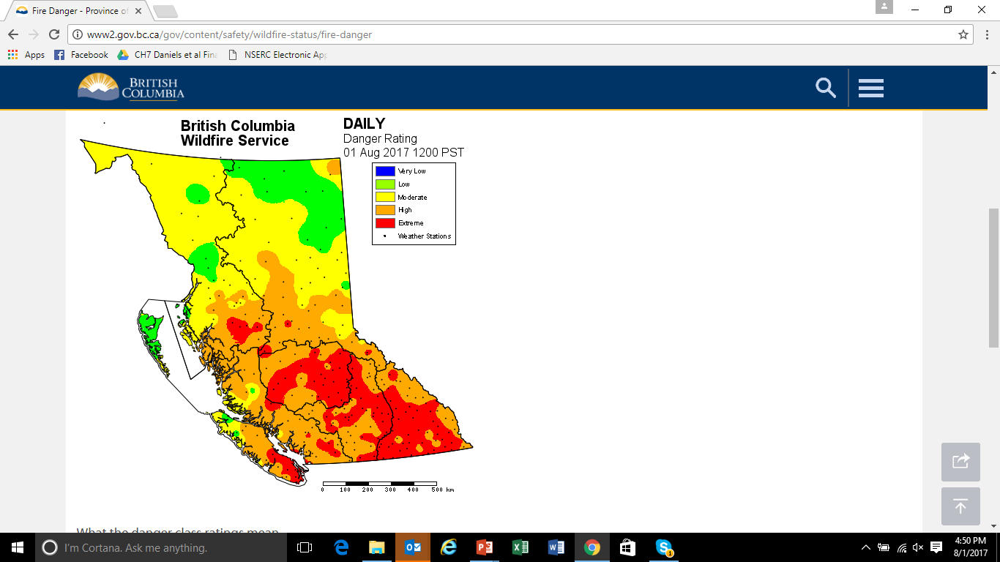 Fire Danger - Province of
www2.gov.bc.ca/gov/content/safety/wildfire-status/fire-danger
Apps Facebook CH7 Daniels et al Fina NSERC Electronic App
BRITISH
COLUMBIA
British Columbia
Wildfire Service
DAILY
Danger Rating
01 Aug 2017 1200 PST
Very Low
Low
Moderate
High
Extreme
Weather Stations
0 100 200 300 400 500 km
What the danger class ratings mean
I'm Cortana. Ask me anything.
1
4:50 PM
8/1/2017